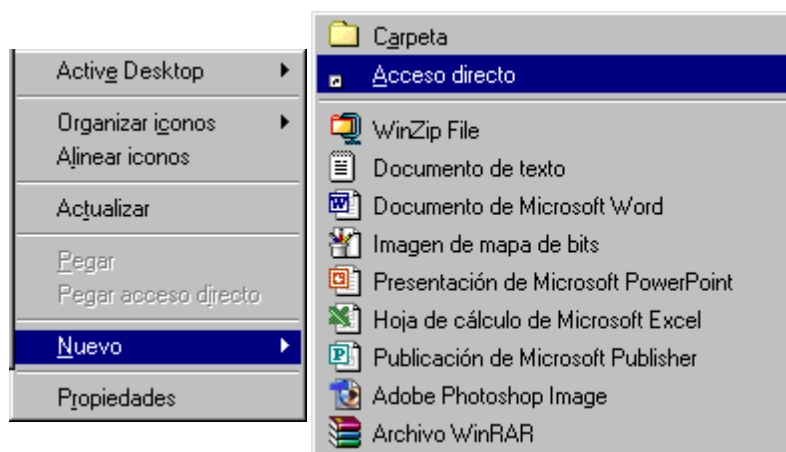 Active Desktop
Organizar iconos
Alinear iconos
Actualizar
Pegar
Pegar acceso directo
Nuevo
Propiedades
Carpeta
Acceso directo
WinZip File
Documento de texto
Documento de Microsoft Word
Imagen de mapa de bits
Presentación de Microsoft PowerPoint
Hoja de cálculo de Microsoft Excel
Publicación de Microsoft Publisher
Adobe Photoshop Image
Archivo WinRAR